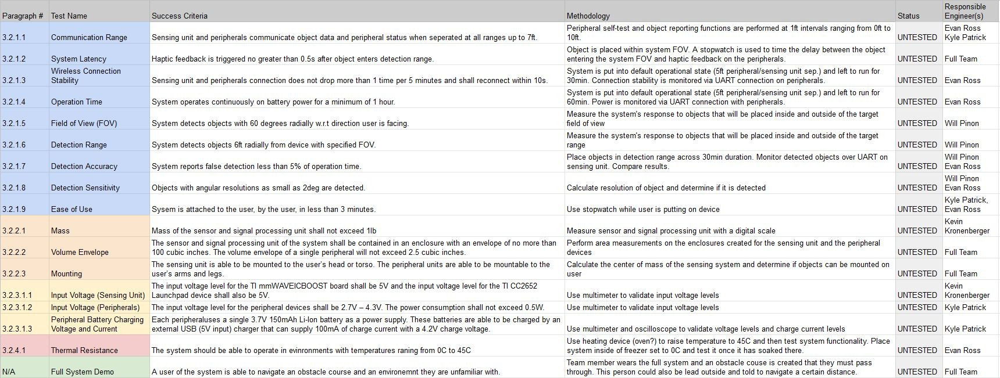 Paragraph # Test Name Success Criteria Methodology Status Responsible
Engineer(s)
3.2.1.1 Communication Range Sensing unit and peripherals communicate object data and peripheral status when seperated at all ranges up to 7ft. Peripheral self-test and object reporting functions are performed at 1ft intervals ranging from 0ft to
10ft. UNTESTED Evan Ross
Kyle Patrick
3.2.1.2 System Latency Haptic feedback is triggered no greater than 0.5s after object enters detection range. Object is placed within system FOV. A stopwatch is used to time the delay between the object
entering the system FOV and haptic feedback on the peripherals. UNTESTED Full Team
3.2.1.3 Wireless Connection
Stability Sensing unit and peripherals connection does not drop more than 1 time per 5 minutes and shall reconnect within 10s. System is put into default operational state (5ft peripheral/sensing unit sep.) and left to run for
30min. Connection stability is monitored via UART connection on peripherals. UNTESTED Evan Ross
3.2.1.4 Operation Time System operates continuously on battery power for a minimum of 1 hour. System is put into default operational state (5ft peripheral/sensing unit sep.) and left to run for
60min. Power is monitored via UART connection with peripherals. UNTESTED Evan Ross
3.2.1.5 Field of View (FOV) System detects objects with 60 degrees radially w.r.t direction user is facing. Measure the system's response to objects that will be placed inside and outside of the target
field of view UNTESTED Will Pinon
3.2.1.6 Detection Range System detects objects 6ft radially from device with specified FOV. Measure the system's response to objects that will be placed inside and outside of the target
range UNTESTED Will Pinon
3.2.1.7 Detection Accuracy System reports false detection less than 5% of operation time. Place objects in detection range across 30min duration. Monitor detected objects over UART on
sensing unit. Compare results. UNTESTED Will Pinon
Evan Ross
3.2.1.8 Detection Sensitivity Objects with angular resolutions as small as 2deg are detected. Calculate resolution of object and determine if it is detected UNTESTED Will Pinon
Evan Ross
3.2.1.9 Ease of Use Sysem is attached to the user, by the user, in less than 3 minutes. Use stopwatch while user is putting on device UNTESTED Kyle Patrick,
Evan Ross
3.2.2.1 Mass Mass of the sensor and signal processing unit shall not exceed 1lb Measure sensor and signal processing unit with a digital scale UNTESTED Kevin
Kronenberger
3.2.2.2 Volume Envelope The sensor and signal processing unit of the system shall be contained in an enclosure with an envelope of no more than
100 cubic inches. The volume envelope of a single peripheral will not exceed 2.5 cubic inches. Perform area measurements on the enclosures created for the sensing unit and the peripheral
devices UNTESTED Full Team
3.2.2.3 Mounting The sensing unit is able to be mounted to the user's head or torso. The peripheral units are able to be mountable to the
user's arms and legs. Calculate the center of mass of the sensing system and determine if objects can be mounted on
user UNTESTED Full Team
3.2.3.1.1 Input Voltage (Sensing Unit) The input voltage level for the TI mmWAVEICBOOST board shall be 5V and the input voltage level for the TI CC2652
Launchpad device shall also be 5V. Use multimeter to validate input voltage levels UNTESTED Kevin
Kronenberger
3.2.3.1.2 Input Voltage (Peripherals) The input voltage level for the peripheral devices shall be 2.7V – 4.3V. The power consumption shall not exceed 0.5W. Use multimeter to validate input voltage levels UNTESTED Kyle Patrick
3.2.3.1.3 Peripheral Battery Charging
Voltage and Current Each peripheraluses a single 3.7V 150mAh Li-Ion battery as a power supply. These batteries are able to be charged by an
external USB (5V input) charger that can supply 100mA of charge current with a 4.2V charge voltage. Use multimeter and oscilloscope to validate voltage levels and charge current levels UNTESTED Kyle Patrick
3.2.4.1 Thermal Resistance The system should be able to operate in evinronments with temperatures raning from 0C to 45C Use heating device (oven?) to raise temperature to 45C and then test system functionality. Place
system inside of freezer set to 0C and test it once it has soaked there. UNTESTED Evan Ross
N/A Full System Demo A user of the system is able to navigate an obstacle course and an environemnt they are unfamiliar with. Team member wears the full system and an obstacle couse is created that they must pass
through. This person could also be lead outside and told to navigate a certain distance. UNTESTED Full Team